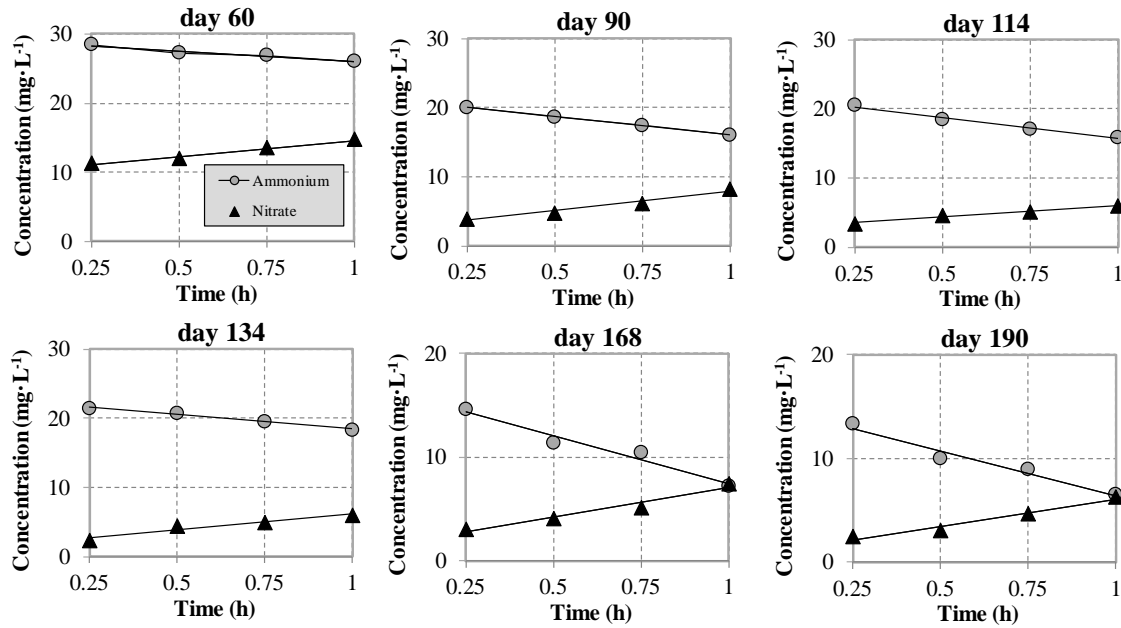 day 60
Concentration (mg·L-1)
30
20
10
0
0.25 0.5 0.75 1
Time (h)
Ammonium
Nitrate
day 90
Concentration (mg·L-1)
30
20
10
0
0.25 0.5 0.75 1
Time (h)
day 114
Concentration (mg·L-1)
30
20
10
0
0.25 0.5 0.75 1
Time (h)
day 134
Concentration (mg·L-1)
30
20
10
0
0.25 0.5 0.75 1
Time (h)
day 168
Concentration (mg·L-1)
20
10
0
0.25 0.5 0.75 1
Time (h)
day 190
Concentration (mg·L-1)
20
10
0
0.25 0.5 0.75 1
Time (h)